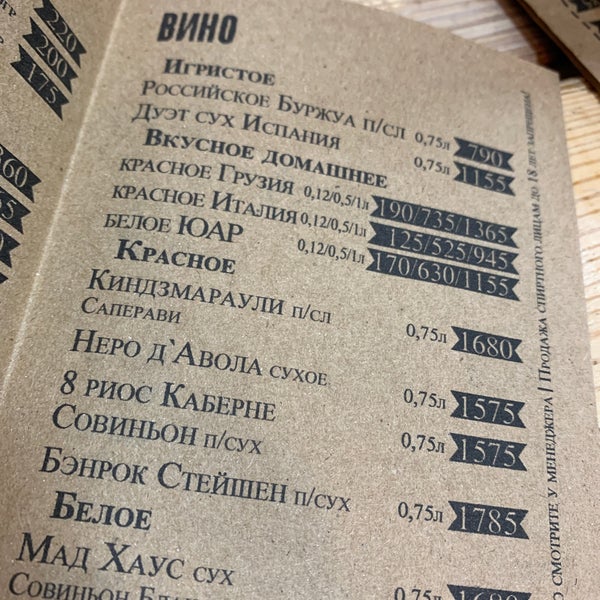 220
200
175
ВИНО
Игристое
Российское Буржуа п/сл 0,75л 790
Дуэт сух Испания 0,75л 1155
Вкусное домашнее
красное Грузия 0,12/0,5/1л 190/735/1365
красное Италия 0,12/0,5/1л 125/525/945
белое ЮАР 0,12/0,5/1л 170/630/1155
Красное
Киндзмараули п/сл 0,75л 1680
Саперави
Неро д`Авола сухое 0,75л 1575
8 риос Каберне
Совиньон п/сух 0,75л 1575
Бэнрок Стейшен п/сух 0,75л 1785
Белое
Мад Хаус сух 0,75л 1680
Совиньон
смотрите у менеджера | Продажа спиртного лицам до 18 лет запрещена!